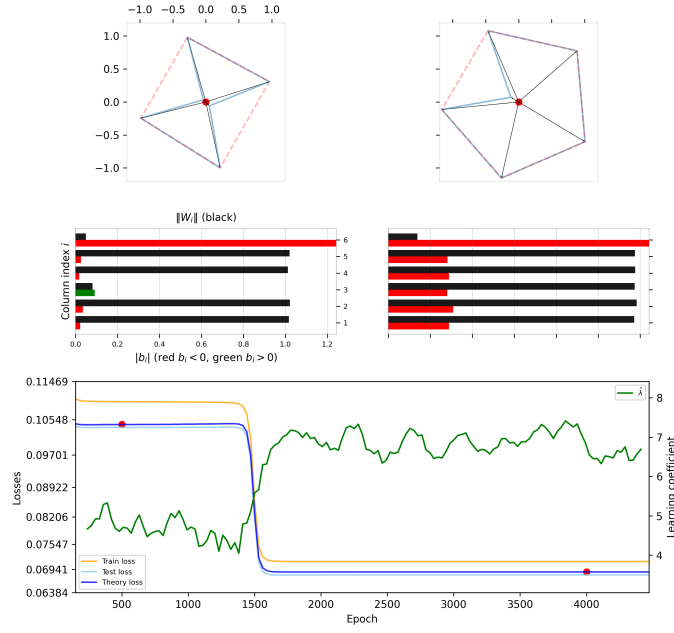 −1.0 −0.5 0.0 0.5 1.0
1.0
0.5
0.0
−0.5
−1.0
‖W_i‖ (black)
Column index i
6
5
4
3
2
1
0.0 0.2 0.4 0.6 0.8 1.0 1.2
|b_i| (red b_i < 0, green b_i > 0)
0.11469
0.10548
0.09701
0.08922
0.08206
0.07547
0.06941
0.06384
Losses
Train loss
Test loss
Theory loss
λ̂
8
7
6
5
4
Learning coefficient
500 1000 1500 2000 2500 3000 3500 4000
Epoch